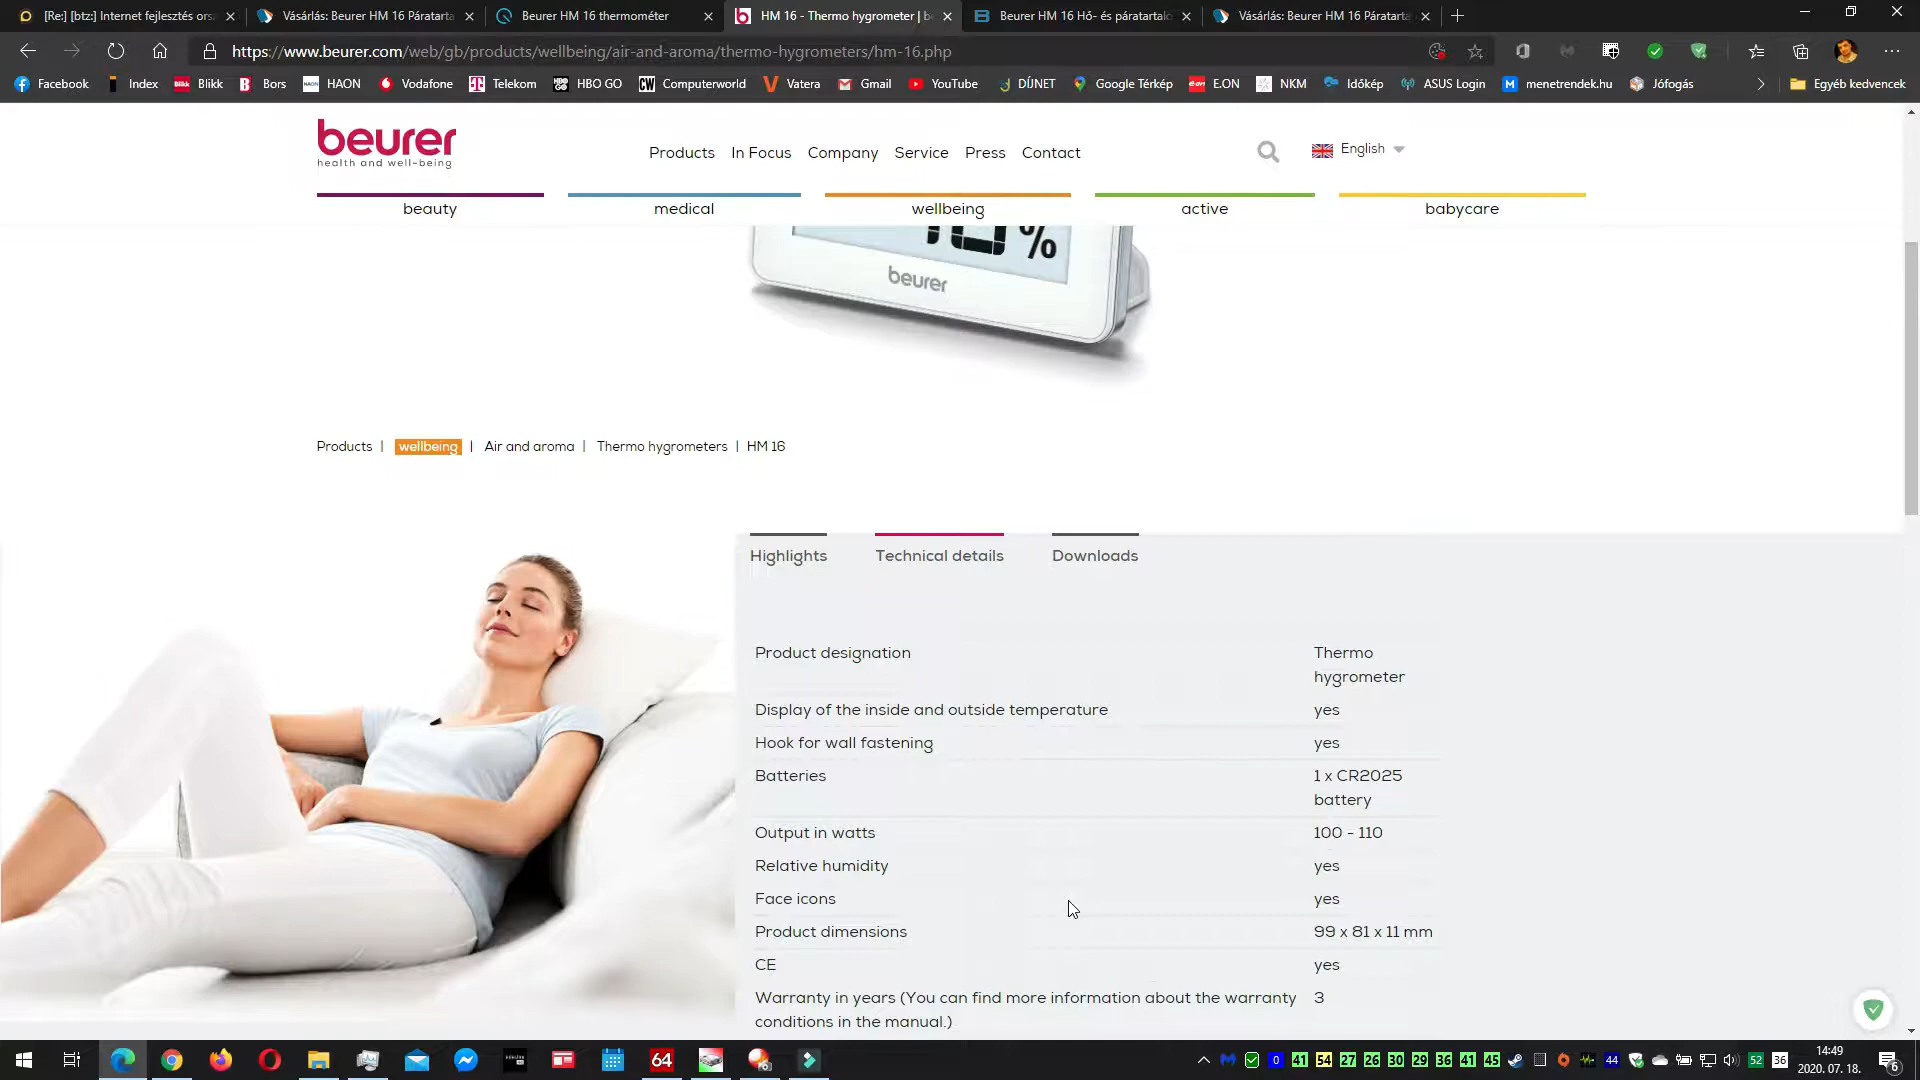 [Re:] [btz:] Internet fejlesztés ors
Vásárlás: Beurer HM 16 Páratarta
Beurer HM 16 thermométer
HM 16 - Thermo hygrometer | b
Beurer HM 16 Hő- és páratartalo
Vásárlás: Beurer HM 16 Páratarta
https://www.beurer.com/web/gb/products/wellbeing/air-and-aroma/thermo-hygrometers/hm-16.php
Facebook
Index
Blikk
Bors
HAON
Vodafone
Telekom
HBO GO
Computerworld
Vatera
Gmail
YouTube
DÍJNET
Google Térkép
E.ON
NKM
Időkép
ASUS Login
menetrendek.hu
Jófogás
Egyéb kedvencek
beurer
health and well-being
Products
In Focus
Company
Service
Press
Contact
English
beauty
medical
wellbeing
active
babycare
%
beurer
Products | wellbeing | Air and aroma | Thermo hygrometers | HM 16
Highlights
Technical details
Downloads
Product designation
Thermo
hygrometer
Display of the inside and outside temperature
yes
Hook for wall fastening
yes
Batteries
1 x CR2025
battery
Output in watts
100 - 110
Relative humidity
yes
Face icons
yes
Product dimensions
99 x 81 x 11 mm
CE
yes
Warranty in years (You can find more information about the warranty
conditions in the manual.)
3
64
0
41
54
27
26
30
29
36
41
45
44
52
36
14:49
2020. 07. 18.
6